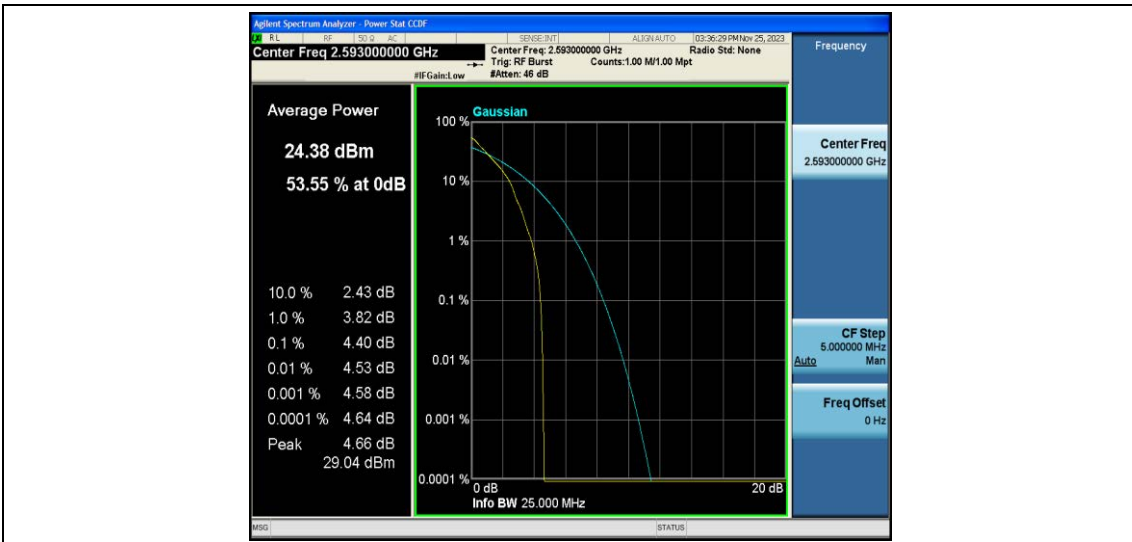 Agilent Spectrum Analyzer - Power Stat CCDF
RL RF 50 Ω AC SENSE:INT ALIGN AUTO 03:36:29 PM Nov 25, 2023
Center Freq 2.593000000 GHz
Center Freq: 2.593000000 GHz Radio Std: None
Trig: RF Burst Counts:1.00 M/1.00 Mpt
#IFGain:Low #Atten: 46 dB
Frequency
Average Power
24.38 dBm
53.55 % at 0dB
10.0 % 2.43 dB
1.0 % 3.82 dB
0.1 % 4.40 dB
0.01 % 4.53 dB
0.001 % 4.58 dB
0.0001 % 4.64 dB
Peak 4.66 dB
29.04 dBm
Gaussian
100 %
10 %
1 %
0.1 %
0.01 %
0.001 %
0.0001 %
0 dB 20 dB
Info BW 25.000 MHz
Center Freq
2.593000000 GHz
CF Step
5.000000 MHz
Auto Man
Freq Offset
0 Hz
MSG STATUS